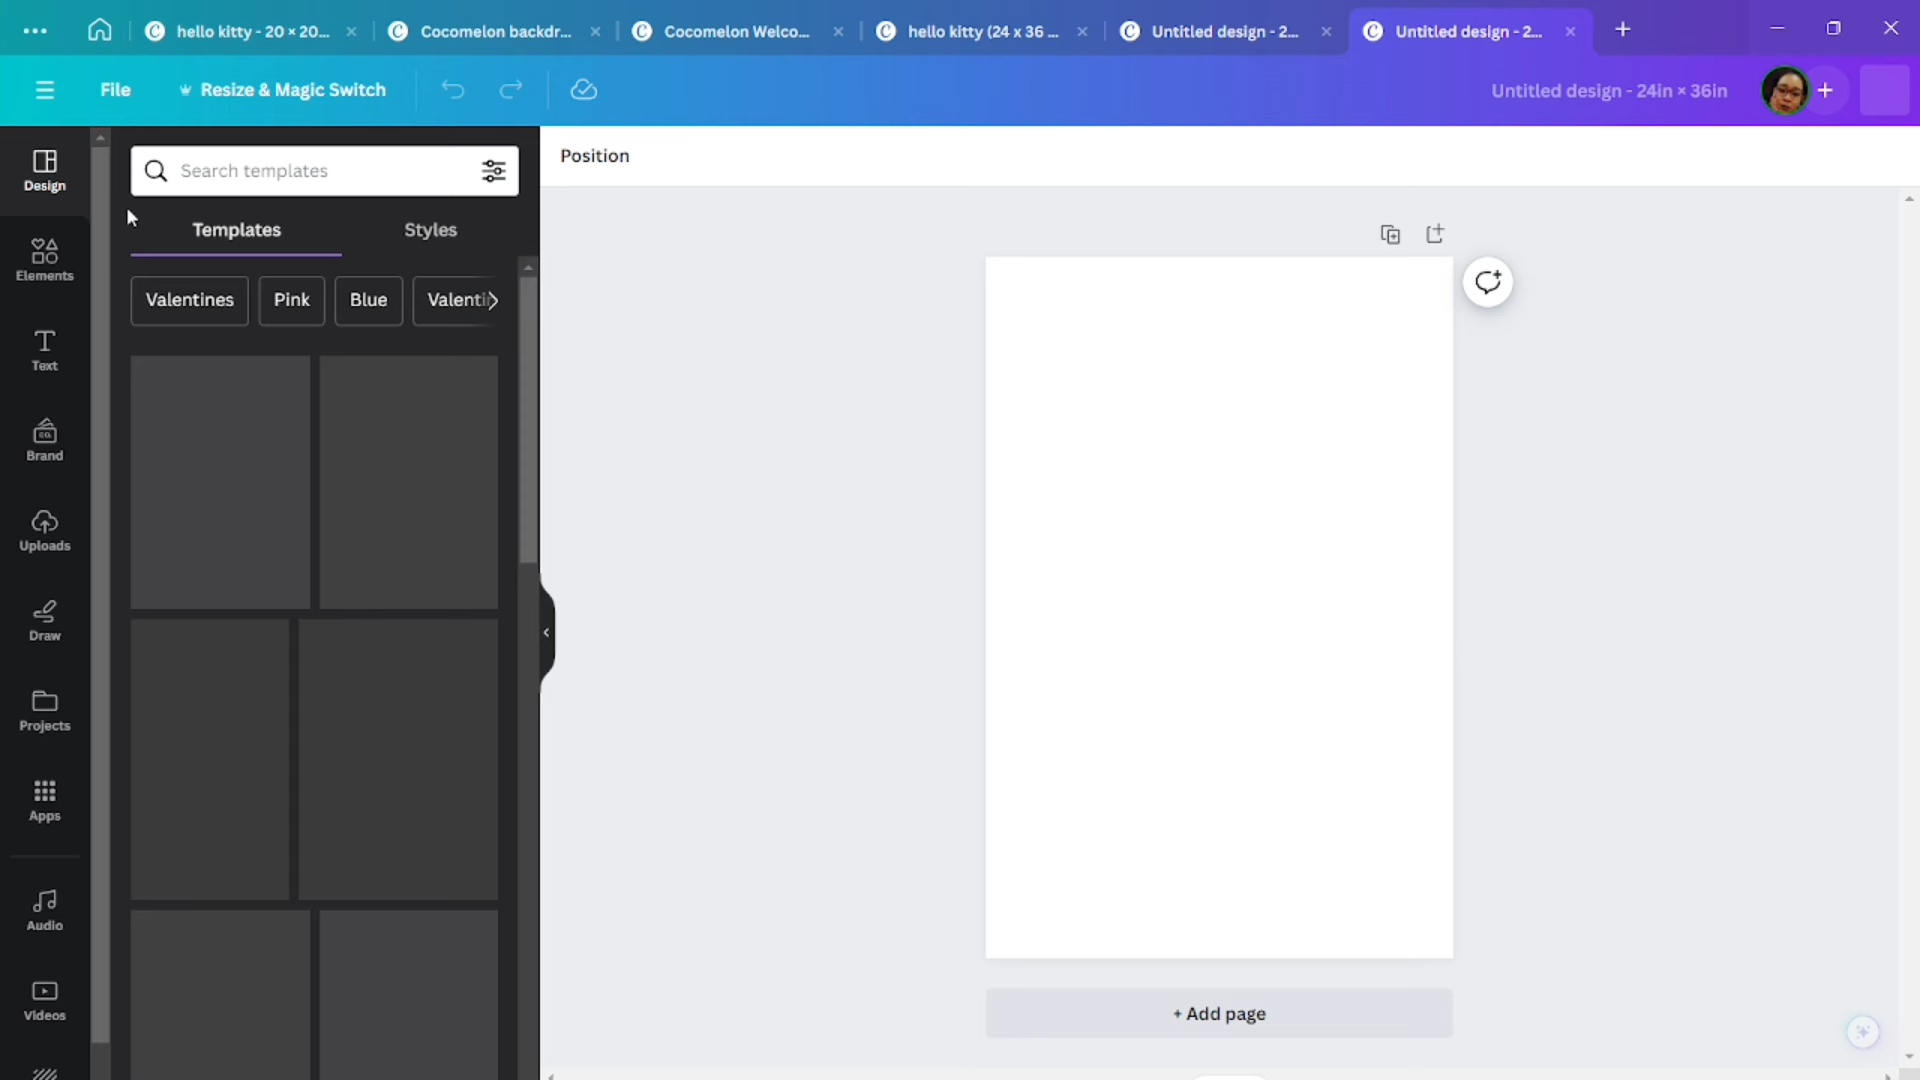 hello kitty - 20 × 20...
Cocomelon backdr...
Cocomelon Welco...
hello kitty (24 x 36 ...
Untitled design - 2...
Untitled design - 2...
File
Resize & Magic Switch
Untitled design - 24in × 36in
Design
Elements
Text
Brand
CO.
Uploads
Draw
Projects
Apps
Audio
Videos
Search templates
Templates
Styles
Valentines
Pink
Blue
Valenti
Position
+ Add page